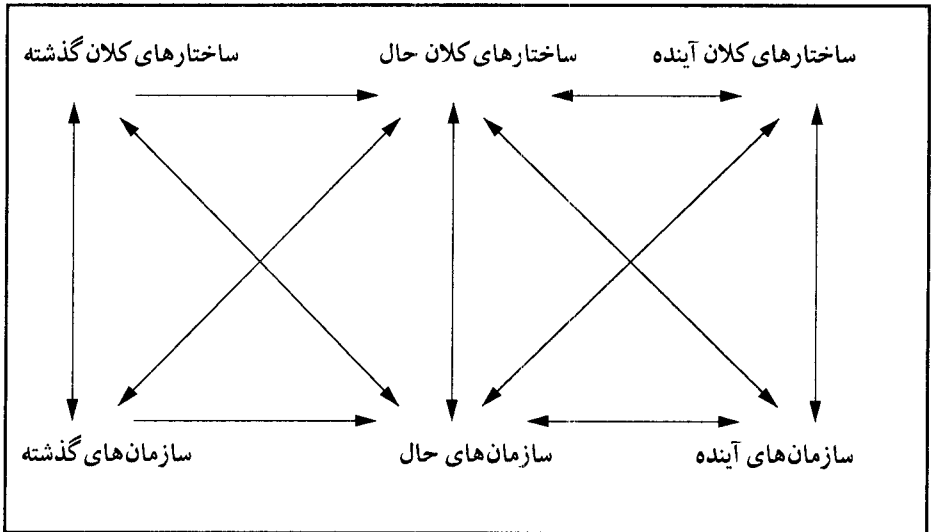 ساختارهای کلان آینده ساختارهای کلان حال ساختارهای کلان گذشته
سازمان‌های آینده سازمان‌های حال سازمان‌های گذشته